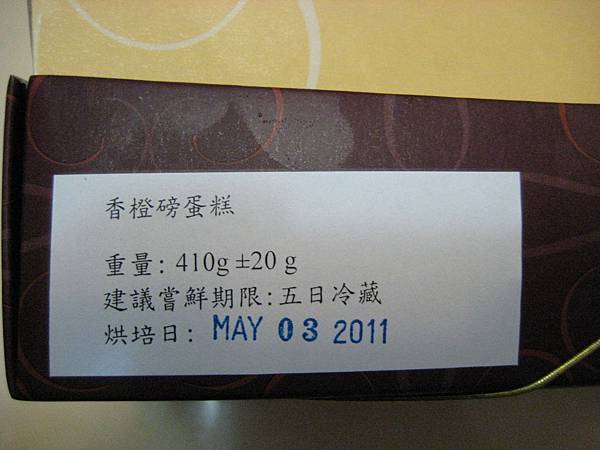 香橙磅蛋糕
重量: 410g ±20 g
建議嘗鮮期限:五日冷藏
烘培日: MAY 03 2011